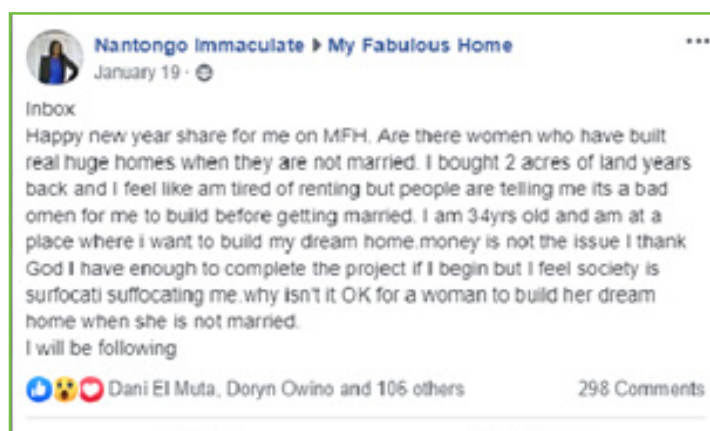 Nantongo Immaculate ▸ My Fabulous Home
January 19 ·
Inbox
Happy new year share for me on MFH. Are there women who have built
real huge homes when they are not married. I bought 2 acres of land years
back and I feel like am tired of renting but people are telling me its a bad
omen for me to build before getting married. I am 34yrs old and am at a
place where i want to build my dream home.money is not the issue I thank
God I have enough to complete the project if I begin but I feel society is
surfocati suffocating me.why isn't it OK for a woman to build her dream
home when she is not married.
I will be following
Dani El Muta, Doryn Owino and 106 others 298 Comments